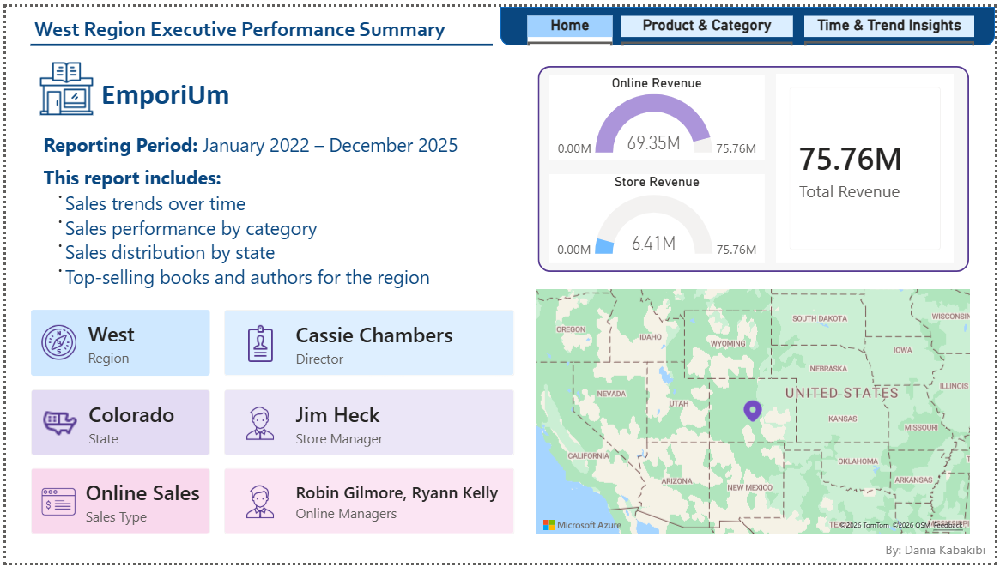 West Region Executive Performance Summary
Home
Product & Category
Time & Trend Insights
EmporiUm
Reporting Period: January 2022 – December 2025
This report includes:
Sales trends over time
Sales performance by category
Sales distribution by state
Top-selling books and authors for the region
Online Revenue
0.00M
69.35M
75.76M
Store Revenue
0.00M
6.41M
75.76M
75.76M
Total Revenue
N
S
West
Region
Cassie Chambers
Director
Colorado
State
Jim Heck
Store Manager
$
Online Sales
Sales Type
Robin Gilmore, Ryann Kelly
Online Managers
OREGON
IDAHO
WYOMING
SOUTH DAKOTA
WISCONSIN
IOWA
NEBRASKA
NEVADA
UTAH
UNITED STATES
ILLINOIS
KANSAS
MISSOURI
CALIFORNIA
ARIZONA
NEW MEXICO
OKLAHOMA
ARKANSAS
MISSISSIPPI
Microsoft Azure
©2026 TomTom ©2026 OSM Feedback
By: Dania Kabakibi